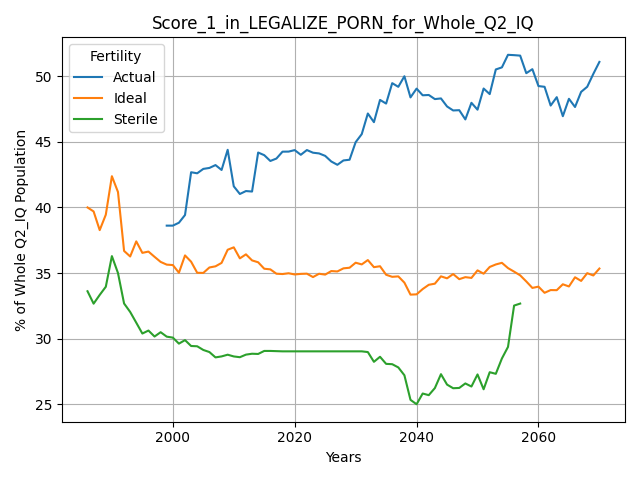 Score_1_in_LEGALIZE_PORN_for_Whole_Q2_IQ
Fertility
Actual
Ideal
Sterile
% of Whole Q2_IQ Population
50
45
40
35
30
25
2000
2020
2040
2060
Years